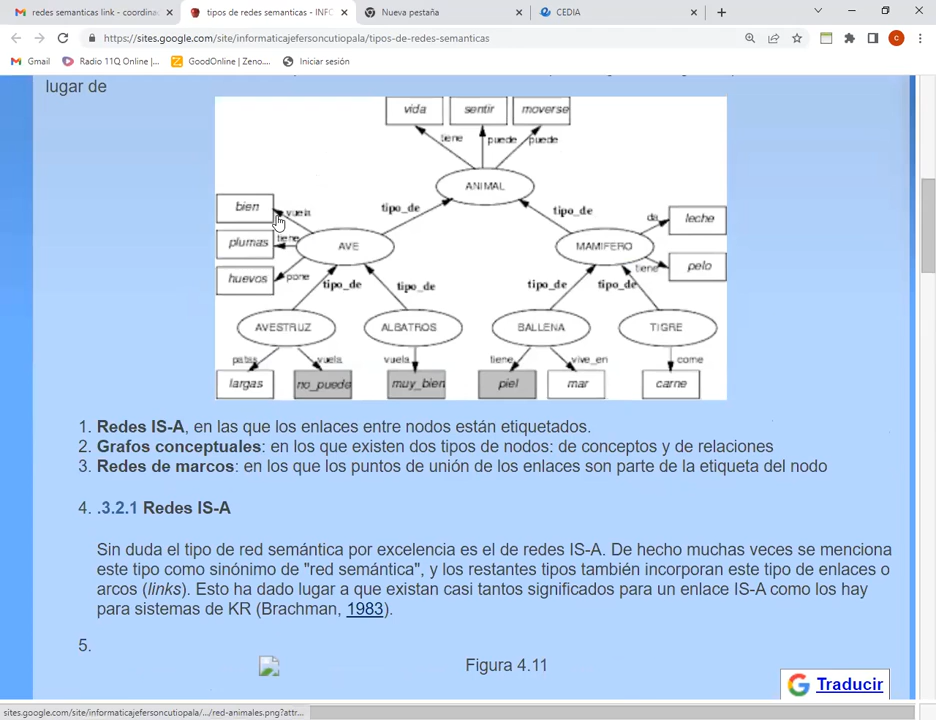 redes semanticas link - coordina
tipos de redes semanticas - INFO
Nueva pestaña
CEDIA
https://sites.google.com/site/informaticajefersoncutiopala/tipos-de-redes-semanticas
Gmail
Radio 11Q Online |...
GoodOnline | Zeno....
Iniciar sesión
lugar de
vida sentir moverse
tiene puede puede
ANIMAL
bien vuela tipo_de tipo_de da leche
plumas tiene AVE MAMIFERO
huevos pone tiene pelo
tipo_de tipo_de tipo_de tipo_de
AVESTRUZ ALBATROS BALLENA TIGRE
patas vuela vuela tiene vive_en come
largas no_puede muy_bien piel mar carne
1. Redes IS-A, en las que los enlaces entre nodos están etiquetados.
2. Grafos conceptuales: en los que existen dos tipos de nodos: de conceptos y de relaciones
3. Redes de marcos: en los que los puntos de unión de los enlaces son parte de la etiqueta del nodo
4. .3.2.1 Redes IS-A
Sin duda el tipo de red semántica por excelencia es el de redes IS-A. De hecho muchas veces se menciona
este tipo como sinónimo de "red semántica", y los restantes tipos también incorporan este tipo de enlaces o
arcos (links). Esto ha dado lugar a que existan casi tantos significados para un enlace IS-A como los hay
para sistemas de KR (Brachman, 1983).
5.
Figura 4.11
Traducir
sites.google.com/site/informaticajefersoncutiopala/.../red-animales.png?attr...